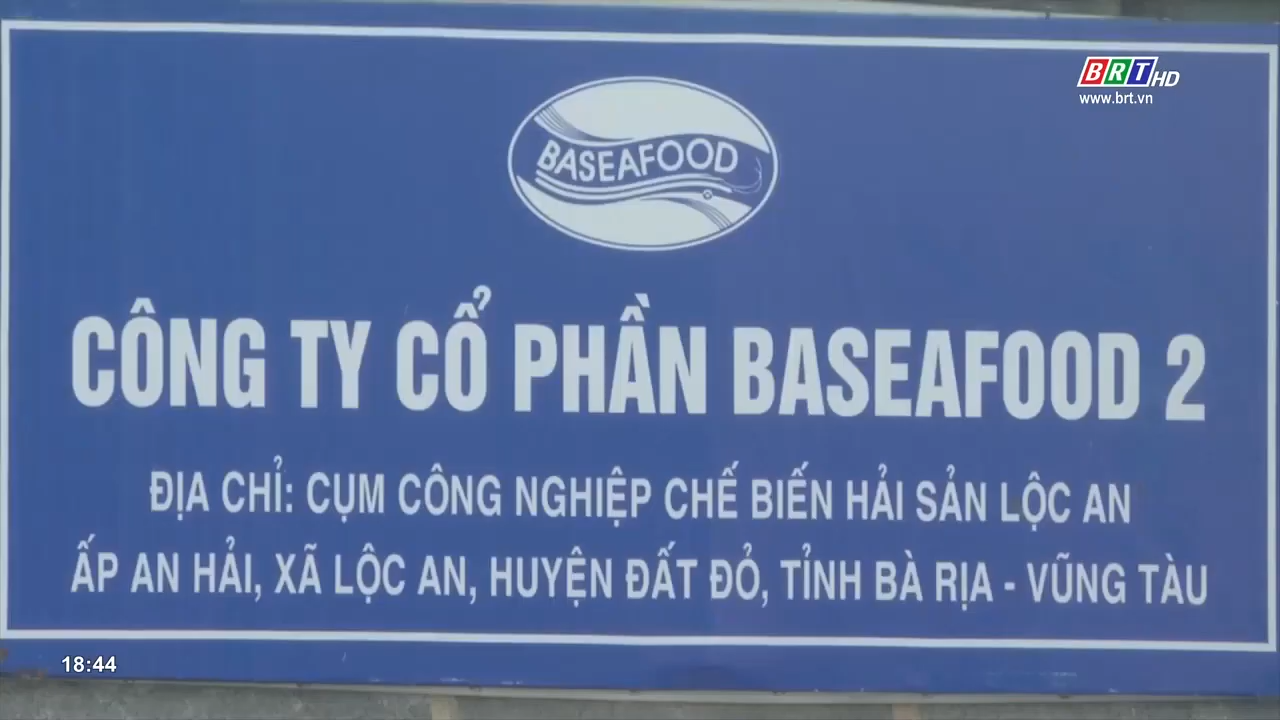 BRT HD
www.brt.vn
BASEAFOOD
CÔNG TY CỔ PHẦN BASEAFOOD 2
ĐỊA CHỈ: CỤM CÔNG NGHIỆP CHẾ BIẾN HẢI SẢN LỘC AN
ẤP AN HẢI, XÃ LỘC AN, HUYỆN ĐẤT ĐỎ, TỈNH BÀ RỊA - VŨNG TÀU
18:44